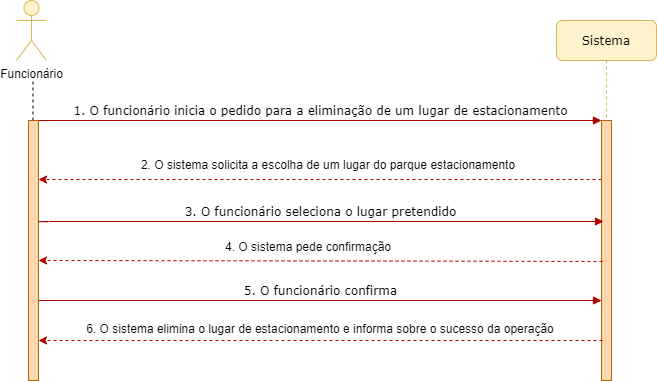 Funcionário
Sistema
1. O funcionário inicia o pedido para a eliminação de um lugar de estacionamento
2. O sistema solicita a escolha de um lugar do parque estacionamento
3. O funcionário seleciona o lugar pretendido
4. O sistema pede confirmação
5. O funcionário confirma
6. O sistema elimina o lugar de estacionamento e informa sobre o sucesso da operação